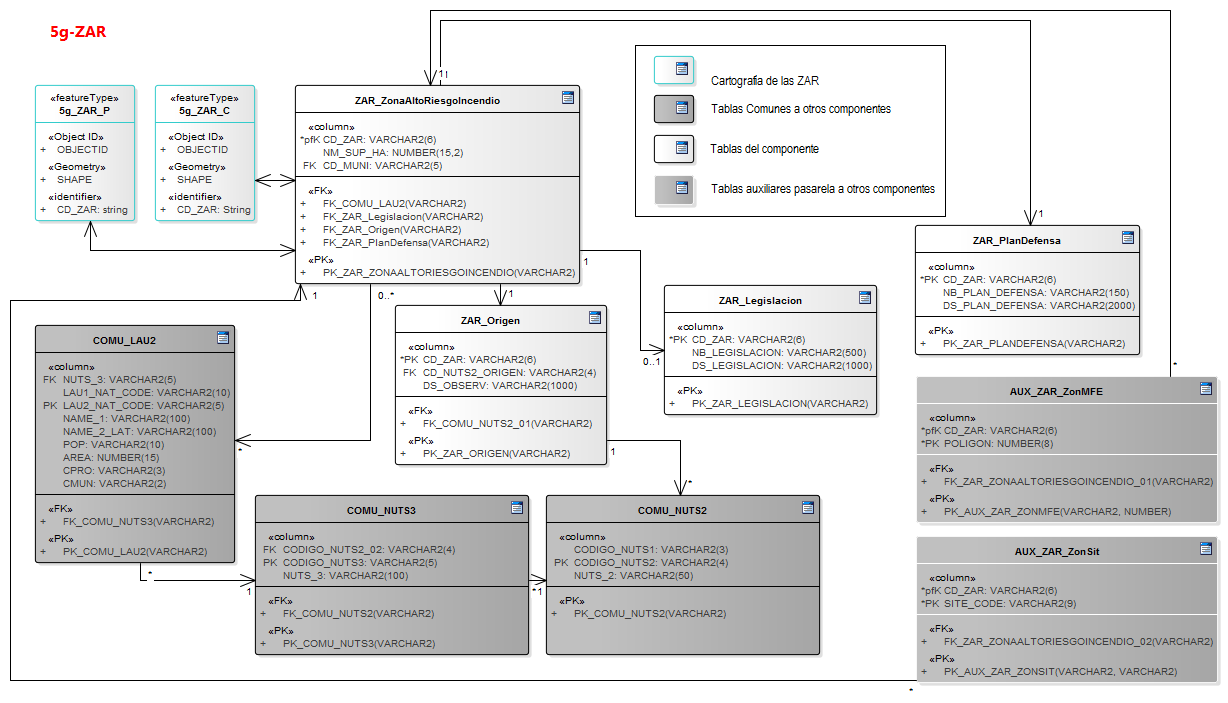 5g-ZAR
«featureType»
5g_ZAR_P
«Object ID»
+ OBJECTID
«Geometry»
+ SHAPE
«identifier»
+ CD_ZAR: string
«featureType»
5g_ZAR_C
«Object ID»
+ OBJECTID
«Geometry»
+ SHAPE
«identifier»
+ CD_ZAR: String
ZAR_ZonaAltoRiesgoIncendio
«column»
*pfK CD_ZAR: VARCHAR2(6)
NM_SUP_HA: NUMBER(15,2)
FK CD_MUNI: VARCHAR2(5)
«FK»
+ FK_COMU_LAU2(VARCHAR2)
+ FK_ZAR_Legislacion(VARCHAR2)
+ FK_ZAR_Origen(VARCHAR2)
+ FK_ZAR_PlanDefensa(VARCHAR2)
«PK»
+ PK_ZAR_ZONAALTORIESGOINCENDIO(VARCHAR2)
Cartografía de las ZAR
Tablas Comunes a otros componentes
Tablas del componente
Tablas auxiliares pasarela a otros componentes
1
1
1
1
0..*
1
0..1
ZAR_PlanDefensa
«column»
*PK CD_ZAR: VARCHAR2(6)
NB_PLAN_DEFENSA: VARCHAR2(150)
DS_PLAN_DEFENSA: VARCHAR2(2000)
«PK»
+ PK_ZAR_PLANDEFENSA(VARCHAR2)
ZAR_Legislacion
«column»
*PK CD_ZAR: VARCHAR2(6)
NB_LEGISLACION: VARCHAR2(500)
DS_LEGISLACION: VARCHAR2(1000)
«PK»
+ PK_ZAR_LEGISLACION(VARCHAR2)
ZAR_Origen
«column»
*PK CD_ZAR: VARCHAR2(6)
FK CD_NUTS2_ORIGEN: VARCHAR2(4)
DS_OBSERV: VARCHAR2(1000)
«FK»
+ FK_COMU_NUTS2_01(VARCHAR2)
«PK»
+ PK_ZAR_ORIGEN(VARCHAR2)
1
*
COMU_LAU2
«column»
FK NUTS_3: VARCHAR2(5)
LAU1_NAT_CODE: VARCHAR2(10)
PK LAU2_NAT_CODE: VARCHAR2(5)
NAME_1: VARCHAR2(100)
NAME_2_LAT: VARCHAR2(100)
POP: VARCHAR2(10)
AREA: NUMBER(15)
CPRO: VARCHAR2(3)
CMUN: VARCHAR2(2)
«FK»
+ FK_COMU_NUTS3(VARCHAR2)
«PK»
+ PK_COMU_LAU2(VARCHAR2)
*
*
1
COMU_NUTS3
«column»
FK CODIGO_NUTS2_02: VARCHAR2(4)
PK CODIGO_NUTS3: VARCHAR2(5)
NUTS_3: VARCHAR2(100)
«FK»
+ FK_COMU_NUTS2(VARCHAR2)
«PK»
+ PK_COMU_NUTS3(VARCHAR2)
*1
COMU_NUTS2
«column»
CODIGO_NUTS1: VARCHAR2(3)
PK CODIGO_NUTS2: VARCHAR2(4)
NUTS_2: VARCHAR2(50)
«PK»
+ PK_COMU_NUTS2(VARCHAR2)
*
AUX_ZAR_ZonMFE
«column»
*pfK CD_ZAR: VARCHAR2(6)
*PK POLIGON: NUMBER(8)
«FK»
+ FK_ZAR_ZONAALTORIESGOINCENDIO_01(VARCHAR2)
«PK»
+ PK_AUX_ZAR_ZONMFE(VARCHAR2, NUMBER)
AUX_ZAR_ZonSit
«column»
*pfK CD_ZAR: VARCHAR2(6)
*PK SITE_CODE: VARCHAR2(9)
«FK»
+ FK_ZAR_ZONAALTORIESGOINCENDIO_02(VARCHAR2)
«PK»
+ PK_AUX_ZAR_ZONSIT(VARCHAR2, VARCHAR2)
*